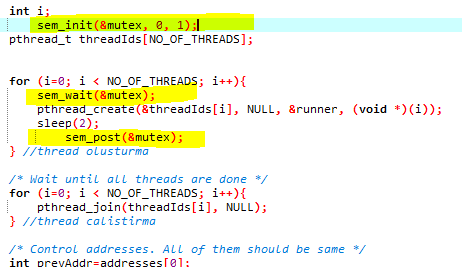 int i;
sem_init(&mutex, 0, 1);
pthread_t threadIds[NO_OF_THREADS];
for (i=0; i < NO_OF_THREADS; i++){
sem_wait(&mutex);
pthread_create(&threadIds[i], NULL, &runner, (void *)(i));
sleep(2);
sem_post(&mutex);
} //thread olusturma
/* Wait until all threads are done */
for (i=0; i < NO_OF_THREADS; i++){
pthread_join(threadIds[i], NULL);
} //thread calistirma
/* Control addresses. All of them should be same */
int prevAddr=addresses[0];